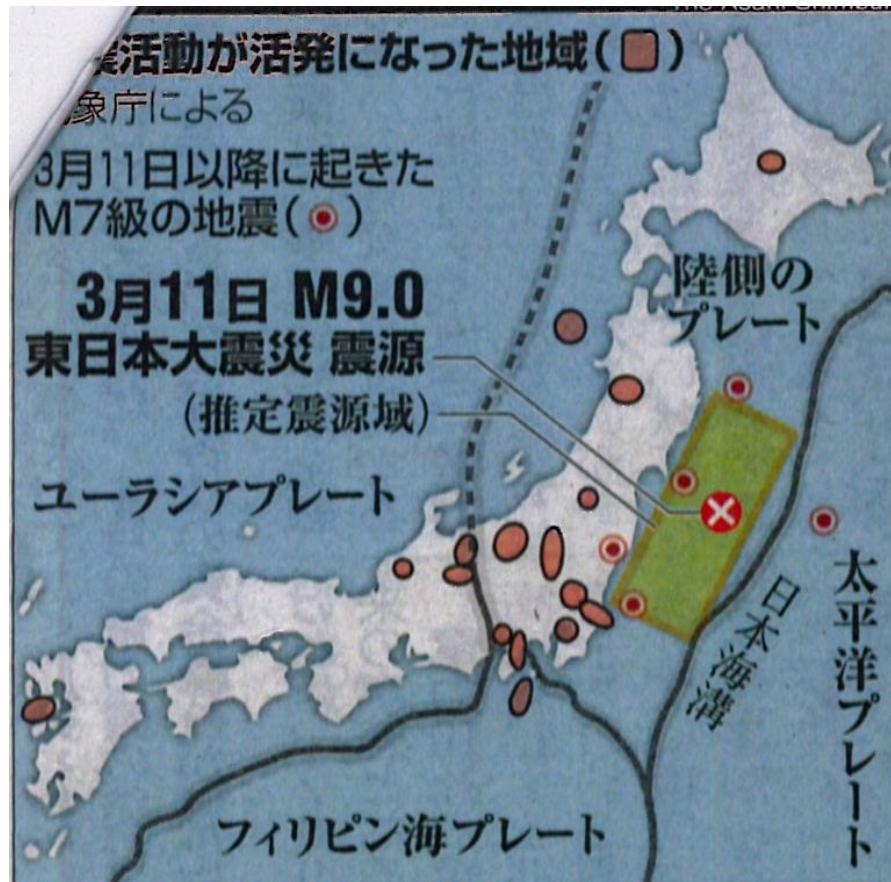 活動が活発になった地域( )
象庁による
3月11日以降に起きた
M7級の地震( )
3月11日 M9.0
東日本大震災 震源
(推定震源域)
陸側の
プレート
ユーラシアプレート
太平洋プレート
日本海溝
フィリピン海プレート